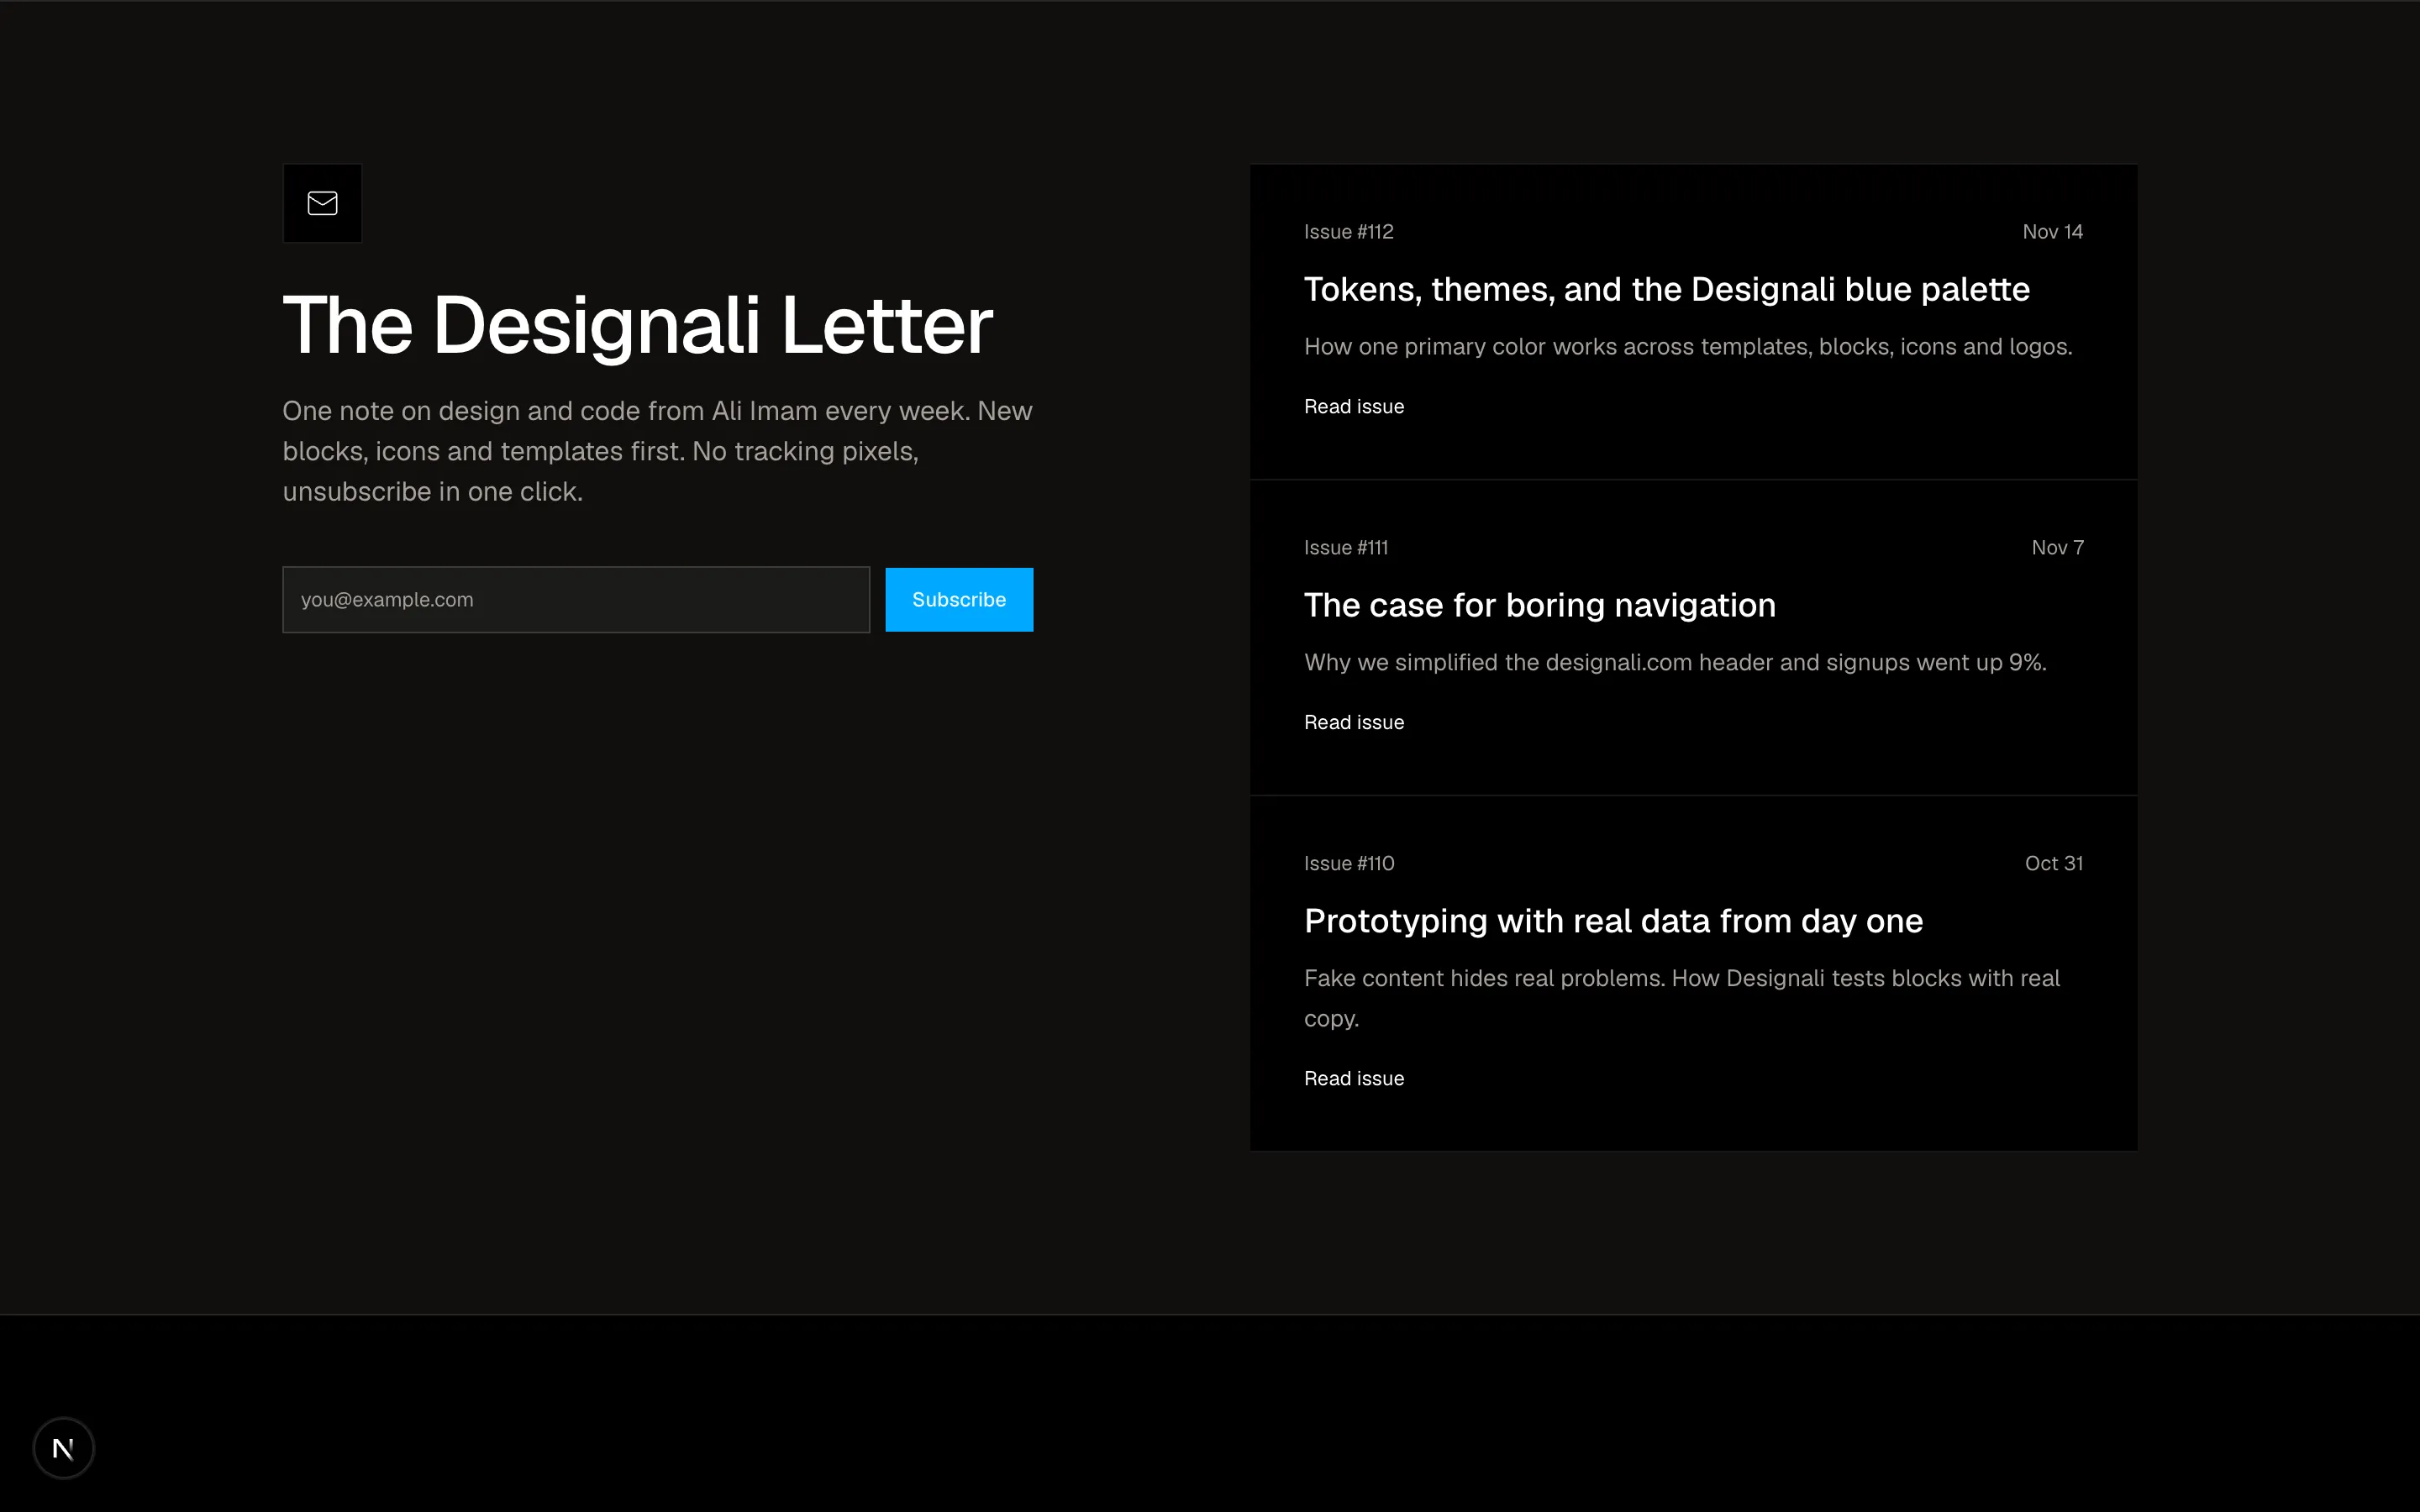 The Designali Letter
One note on design and code from Ali Imam every week. New
blocks, icons and templates first. No tracking pixels,
unsubscribe in one click.
you@example.com
Subscribe
Issue #112
Nov 14
Tokens, themes, and the Designali blue palette
How one primary color works across templates, blocks, icons and logos.
Read issue
Issue #111
Nov 7
The case for boring navigation
Why we simplified the designali.com header and signups went up 9%.
Read issue
Issue #110
Oct 31
Prototyping with real data from day one
Fake content hides real problems. How Designali tests blocks with real
copy.
Read issue
N